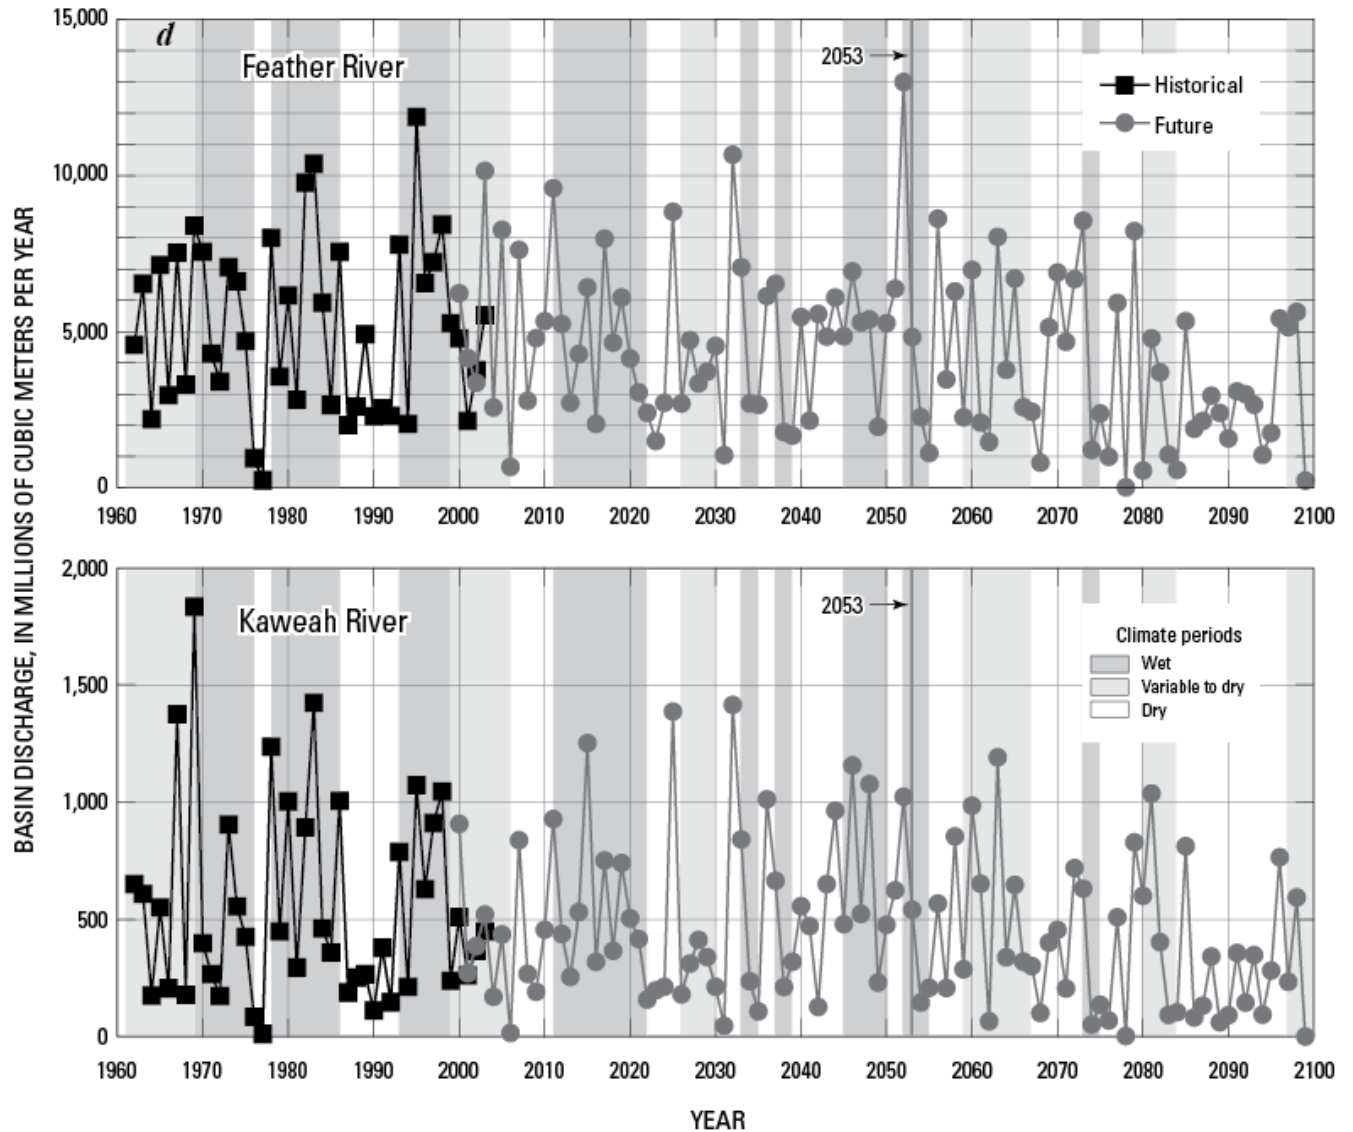 15,000
d
Feather River
2053
Historical
Future
10,000
5,000
0
1960 1970 1980 1990 2000 2010 2020 2030 2040 2050 2060 2070 2080 2090 2100
BASIN DISCHARGE, IN MILLIONS OF CUBIC METERS PER YEAR
2,000
Kaweah River
2053
Climate periods
Wet
Variable to dry
Dry
1,500
1,000
500
0
1960 1970 1980 1990 2000 2010 2020 2030 2040 2050 2060 2070 2080 2090 2100
YEAR